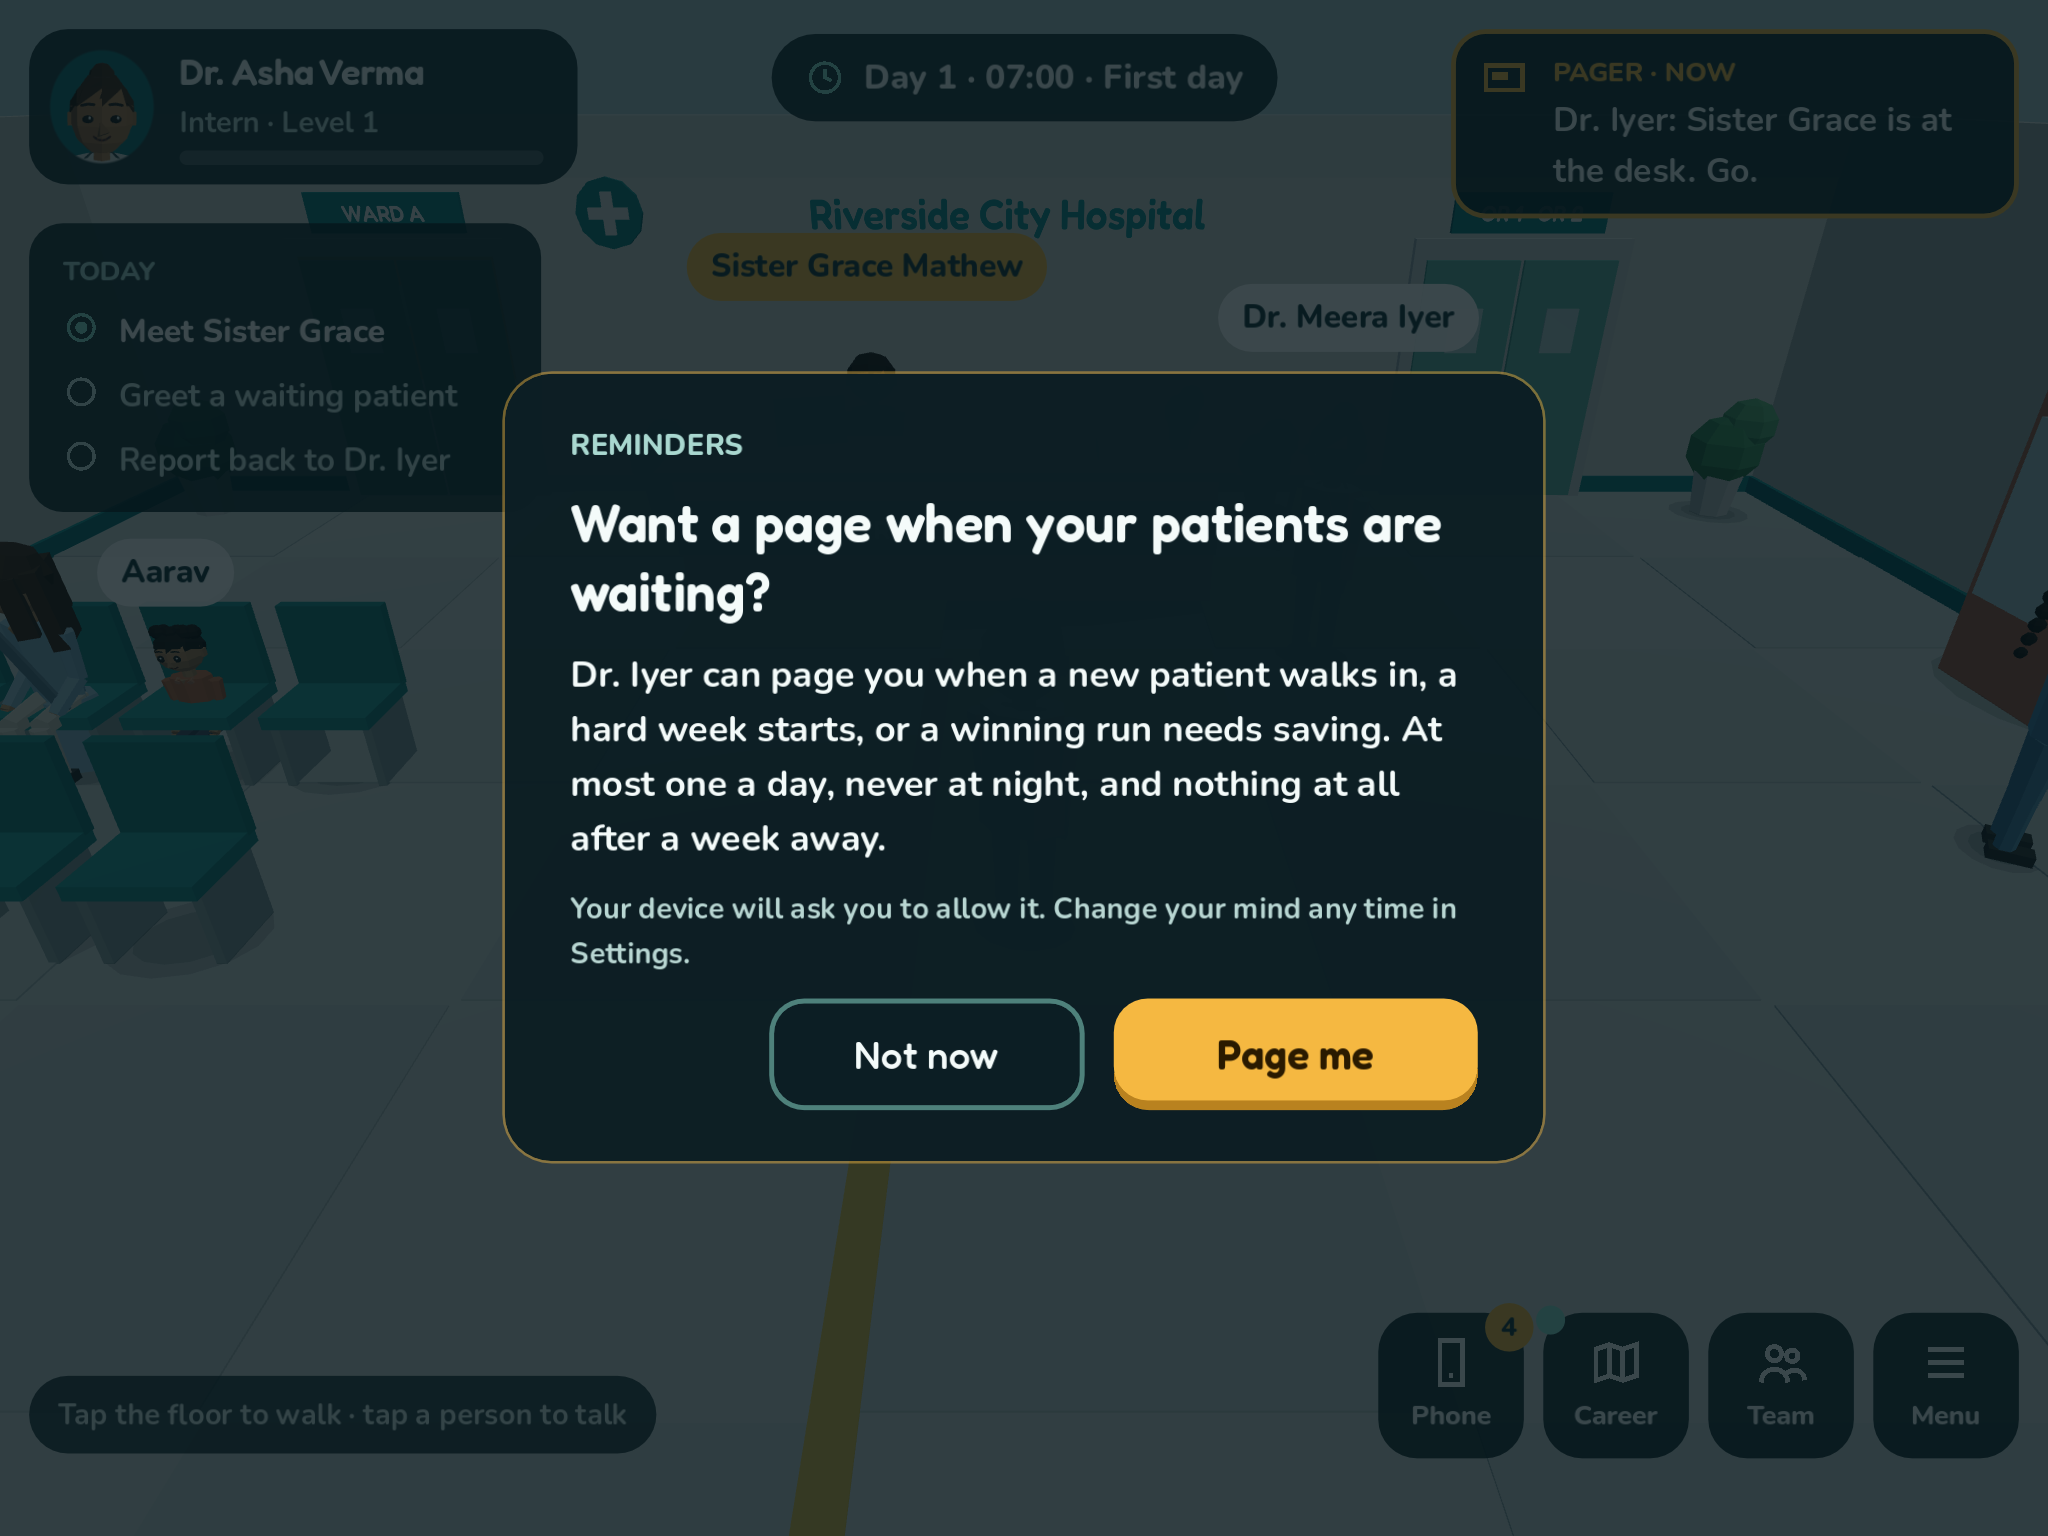 Dr. Asha Verma
Intern · Level 1
Day 1 · 07:00 · First day
PAGER · NOW
Dr. Iyer: Sister Grace is at
the desk. Go.
WARD A
Riverside City Hospital
Sister Grace Mathew
Dr. Meera Iyer
TODAY
Meet Sister Grace
Greet a waiting patient
Report back to Dr. Iyer
Aarav
REMINDERS
Want a page when your patients are
waiting?
Dr. Iyer can page you when a new patient walks in, a
hard week starts, or a winning run needs saving. At
most one a day, never at night, and nothing at all
after a week away.
Your device will ask you to allow it. Change your mind any time in
Settings.
Not now
Page me
Tap the floor to walk · tap a person to talk
4
Phone
Career
Team
Menu